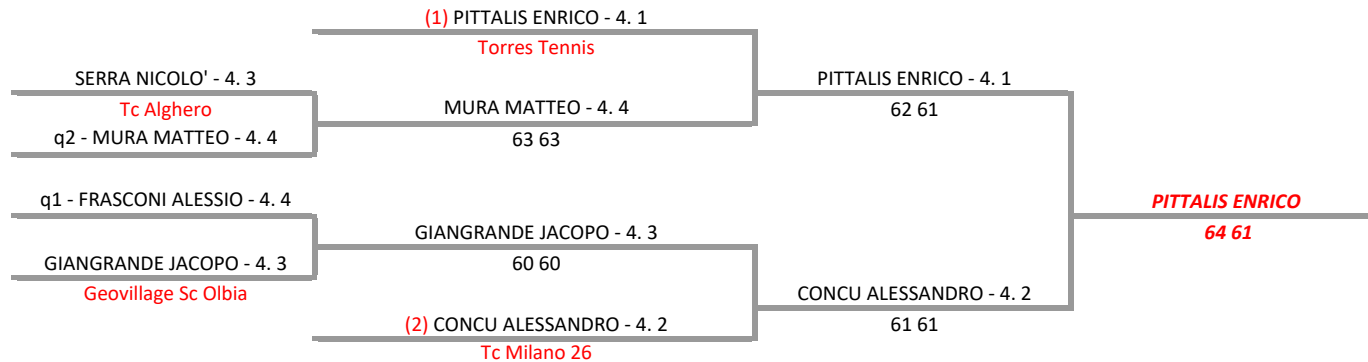 (1) PITTALIS ENRICO - 4. 1
Torres Tennis
SERRA NICOLO' - 4. 3
PITTALIS ENRICO - 4. 1
Tc Alghero
MURA MATTEO - 4. 4
62 61
q2 - MURA MATTEO - 4. 4
63 63
q1 - FRASCONI ALESSIO - 4. 4
PITTALIS ENRICO
GIANGRANDE JACOPO - 4. 3
64 61
GIANGRANDE JACOPO - 4. 3
60 60
Geovillage Sc Olbia
CONCU ALESSANDRO - 4. 2
(2) CONCU ALESSANDRO - 4. 2
61 61
Tc Milano 26